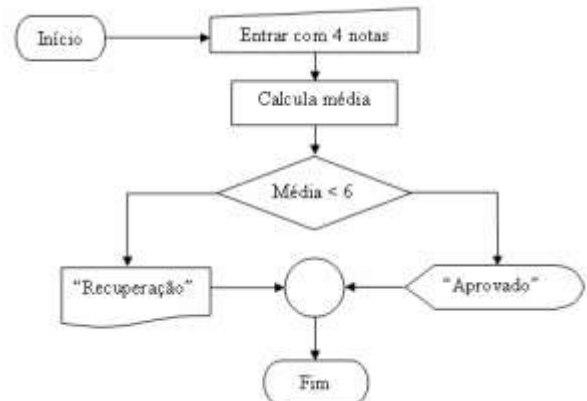 Início
Entrar com 4 notas
Calcula média
Média < 6
“Recuperação”
“Aprovado”
Fim